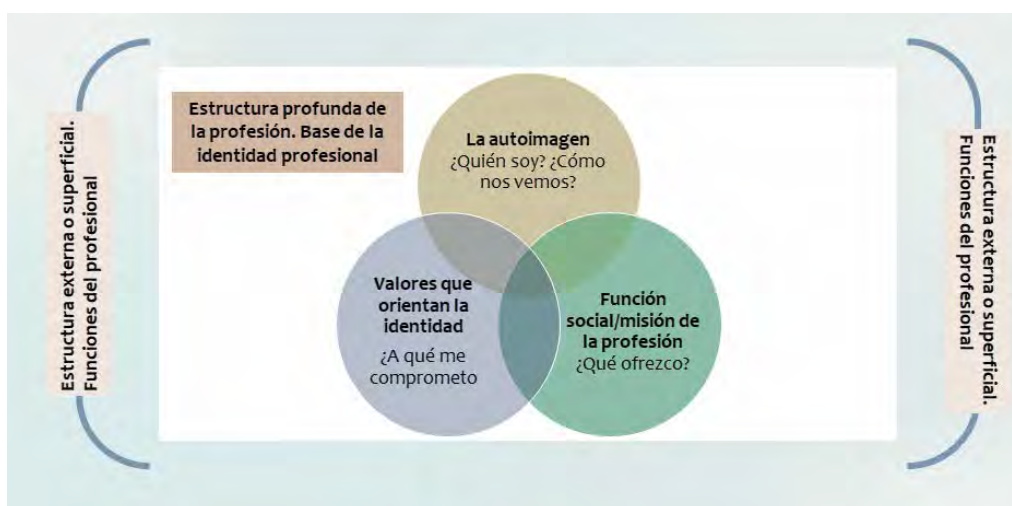 Estructura externa o superficial.
Funciones del profesional
Estructura profunda de
la profesión. Base de la
identidad profesional
La autoimagen
¿Quién soy? ¿Cómo
nos vemos?
Valores que
orientan la
identidad
¿A qué me
comprometo
Función
social/misión de
la profesión
¿Qué ofrezco?
Estructura externa o superficial.
Funciones del profesional